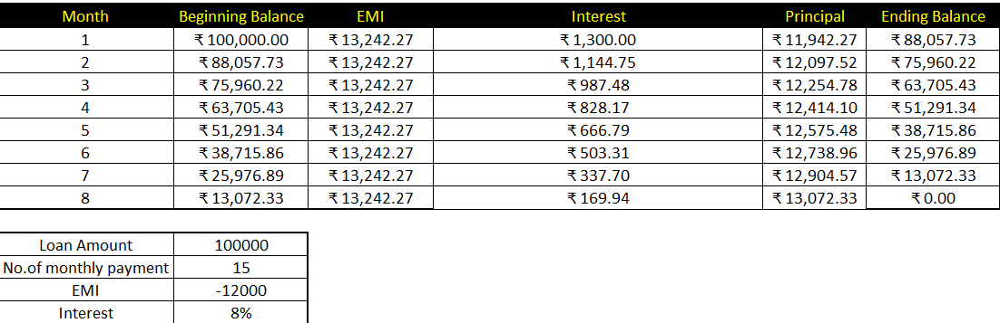 Month Beginning Balance EMI Interest Principal Ending Balance
1 ₹ 100,000.00 ₹ 13,242.27 ₹ 1,300.00 ₹ 11,942.27 ₹ 88,057.73
2 ₹ 88,057.73 ₹ 13,242.27 ₹ 1,144.75 ₹ 12,097.52 ₹ 75,960.22
3 ₹ 75,960.22 ₹ 13,242.27 ₹ 987.48 ₹ 12,254.78 ₹ 63,705.43
4 ₹ 63,705.43 ₹ 13,242.27 ₹ 828.17 ₹ 12,414.10 ₹ 51,291.34
5 ₹ 51,291.34 ₹ 13,242.27 ₹ 666.79 ₹ 12,575.48 ₹ 38,715.86
6 ₹ 38,715.86 ₹ 13,242.27 ₹ 503.31 ₹ 12,738.96 ₹ 25,976.89
7 ₹ 25,976.89 ₹ 13,242.27 ₹ 337.70 ₹ 12,904.57 ₹ 13,072.33
8 ₹ 13,072.33 ₹ 13,242.27 ₹ 169.94 ₹ 13,072.33 ₹ 0.00
Loan Amount 100000
No.of monthly payment 15
EMI -12000
Interest 8%